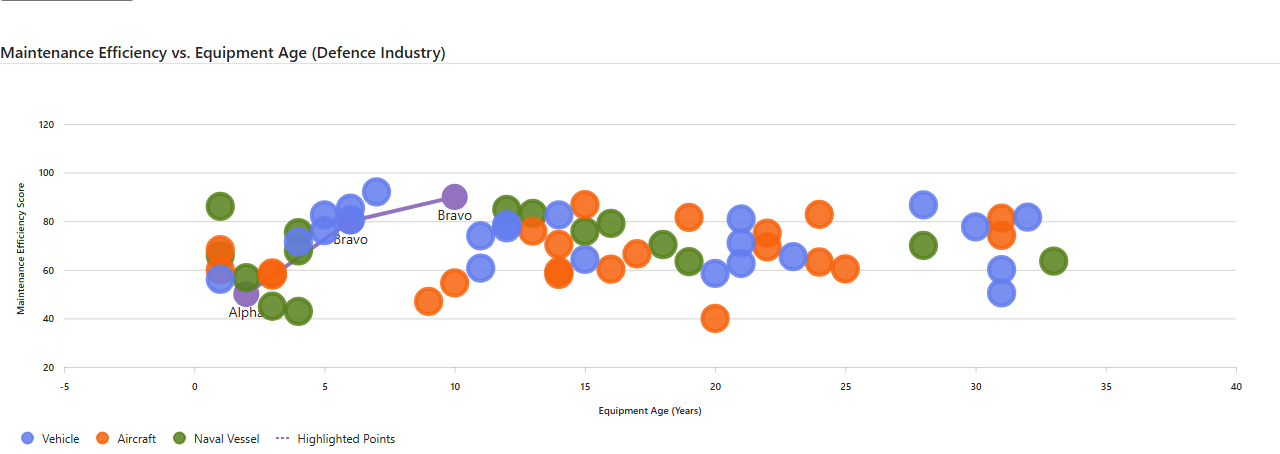 Maintenance Efficiency vs. Equipment Age (Defence Industry)
120
100
80
60
40
20
Maintenance Efficiency Score
Bravo
Bravo
Alpha
-5 0 5 10 15 20 25 30 35 40
Equipment Age (Years)
Vehicle Aircraft Naval Vessel Highlighted Points